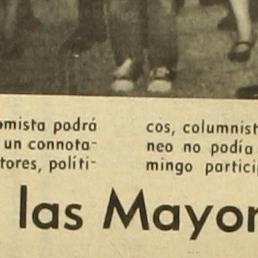 omista podrá
un connota-
tores, políti-
cos, columnist
neo no podía
mingo particip
las Mayor